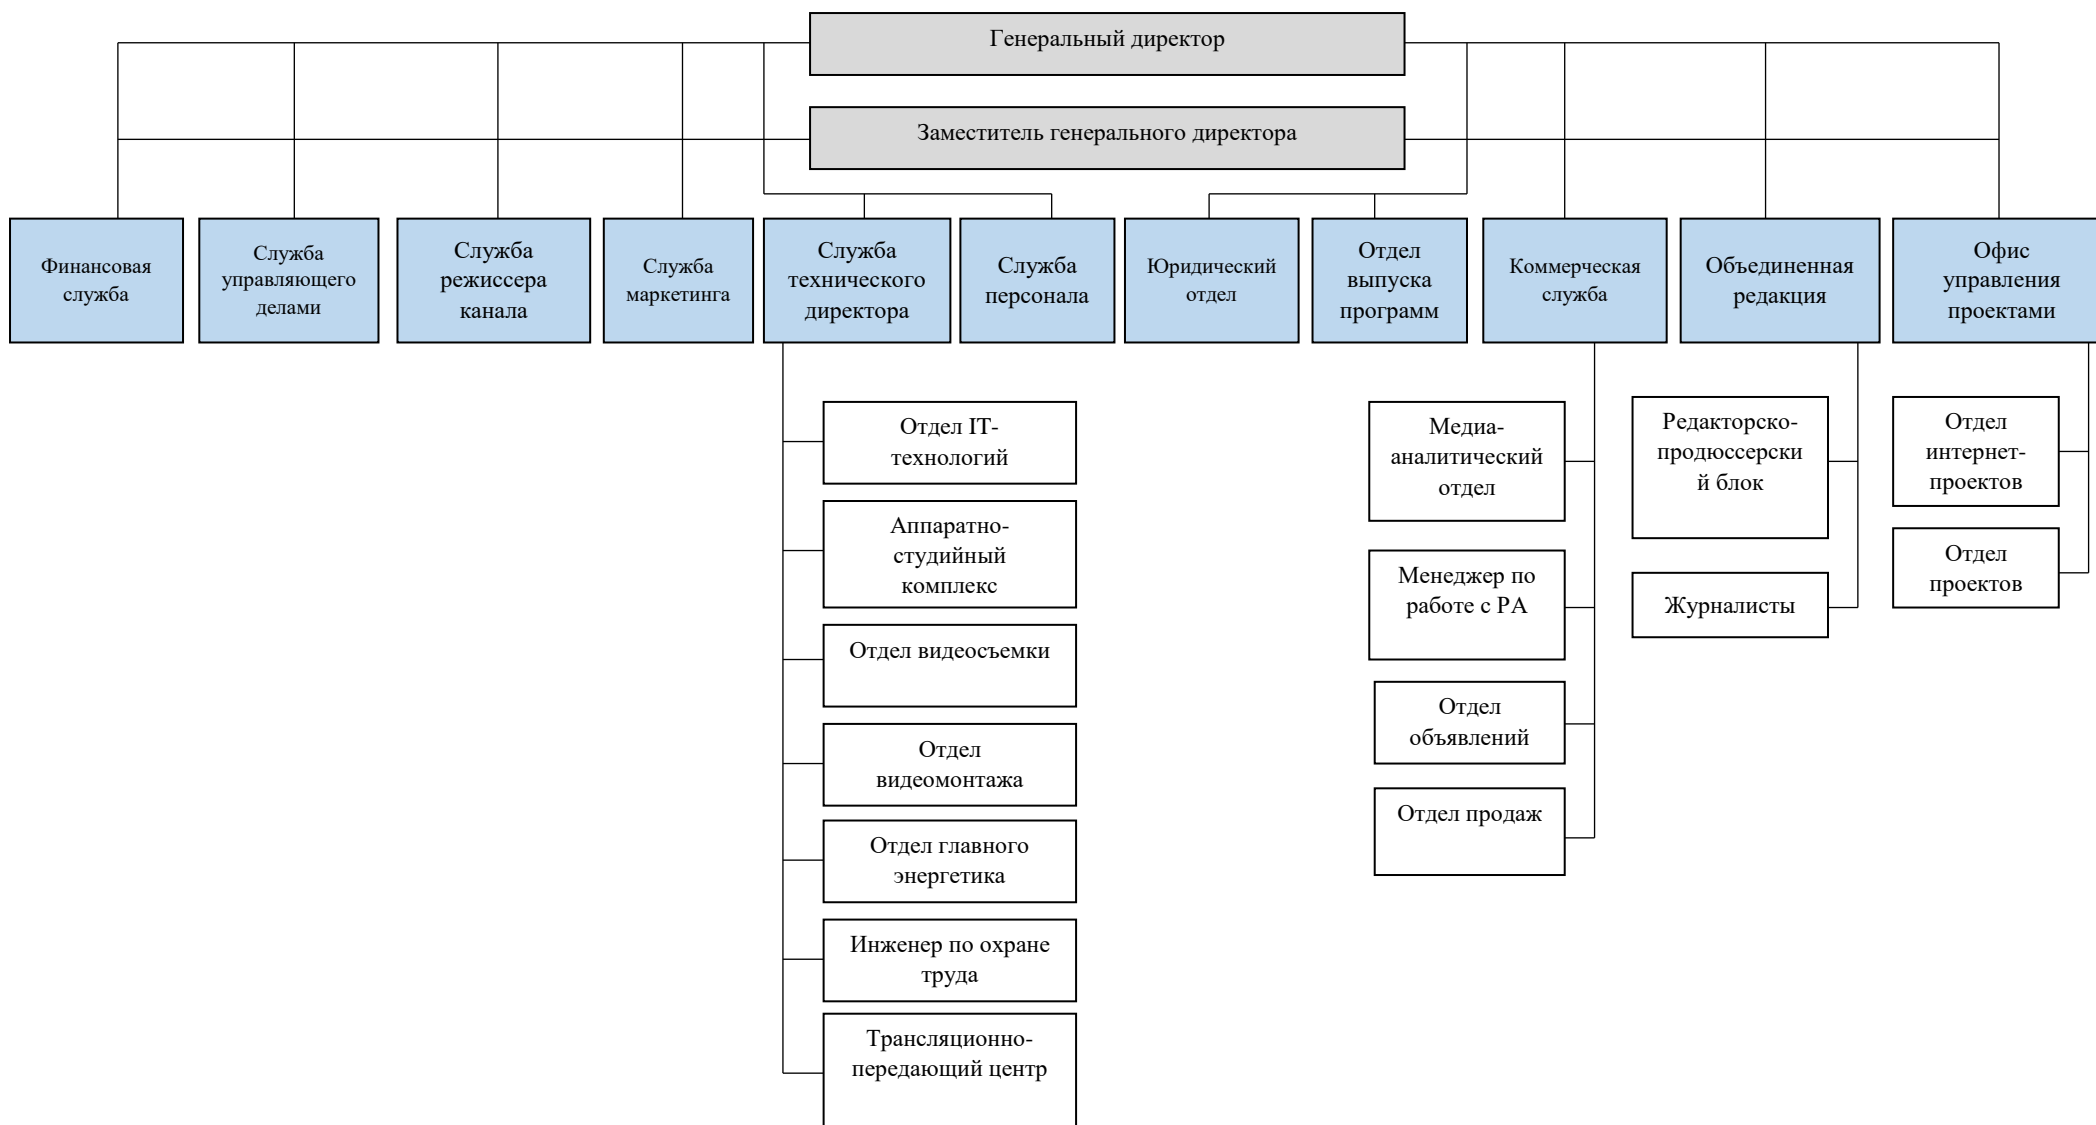 Генеральный директор
Заместитель генерального директора
Финансовая
служба
Служба
управляющего
делами
Служба
режиссера
канала
Служба
маркетинга
Служба
технического
директора
Служба
персонала
Юридический
отдел
Отдел
выпуска
программ
Коммерческая
служба
Объединенная
редакция
Офис
управления
проектами
Отдел IT-
технологий
Аппаратно-
студийный
комплекс
Отдел видеосъемки
Отдел
видеомонтажа
Отдел главного
энергетика
Инженер по охране
труда
Трансляционно-
передающий центр
Медиа-
аналитический
отдел
Менеджер по
работе с РА
Отдел
объявлений
Отдел продаж
Редакторско-
продюссерски
й блок
Журналисты
Отдел
интернет-
проектов
Отдел
проектов